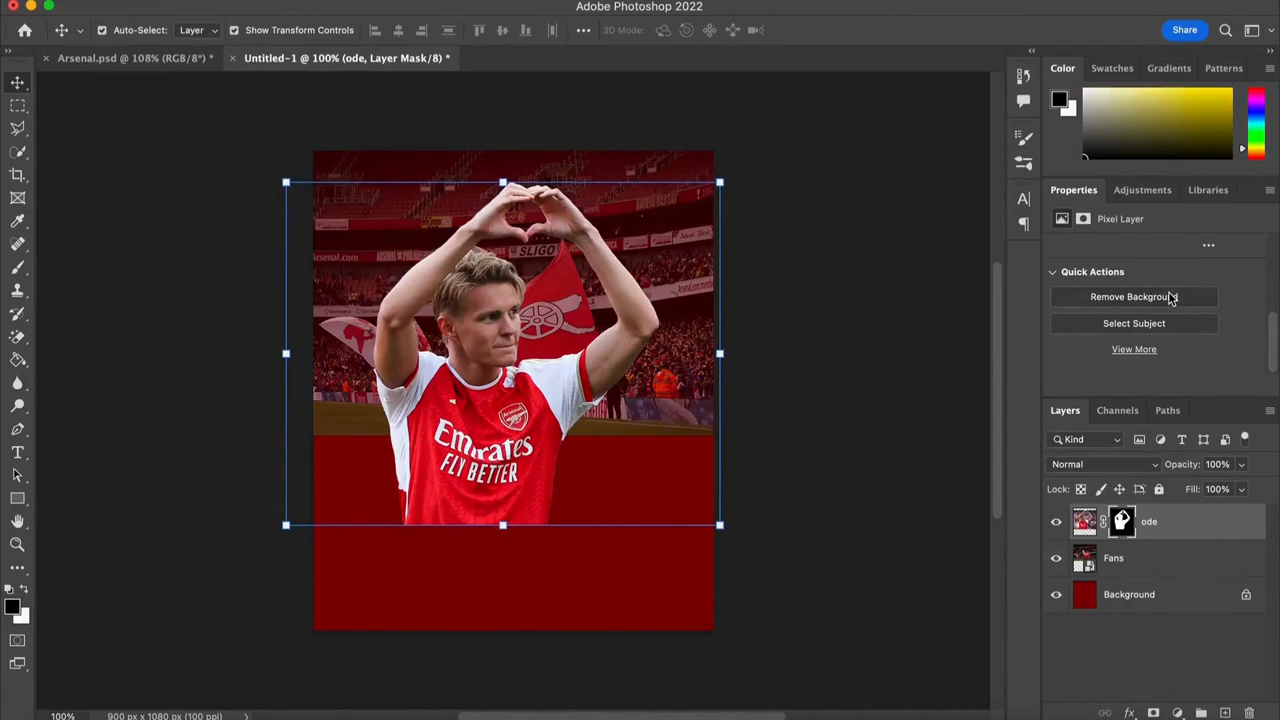 Adobe Photoshop 2022
Auto-Select: Layer Show Transform Controls 3D Mode: Share
Arsenal.psd @ 108% (RGB/8*) * Untitled-1 @ 100% (ode, Layer Mask/8) *
Color Swatches Gradients Patterns
Properties Adjustments Libraries
Pixel Layer
Quick Actions
Remove Background
Select Subject
View More
Layers Channels Paths
Kind
Normal Opacity: 100%
Lock: Fill: 100%
ode
Fans
Background
Arsenal.com
SLIGO
Arsenal
Emirates
FLY BETTER
100% 900 px x 1080 px (100 ppi)